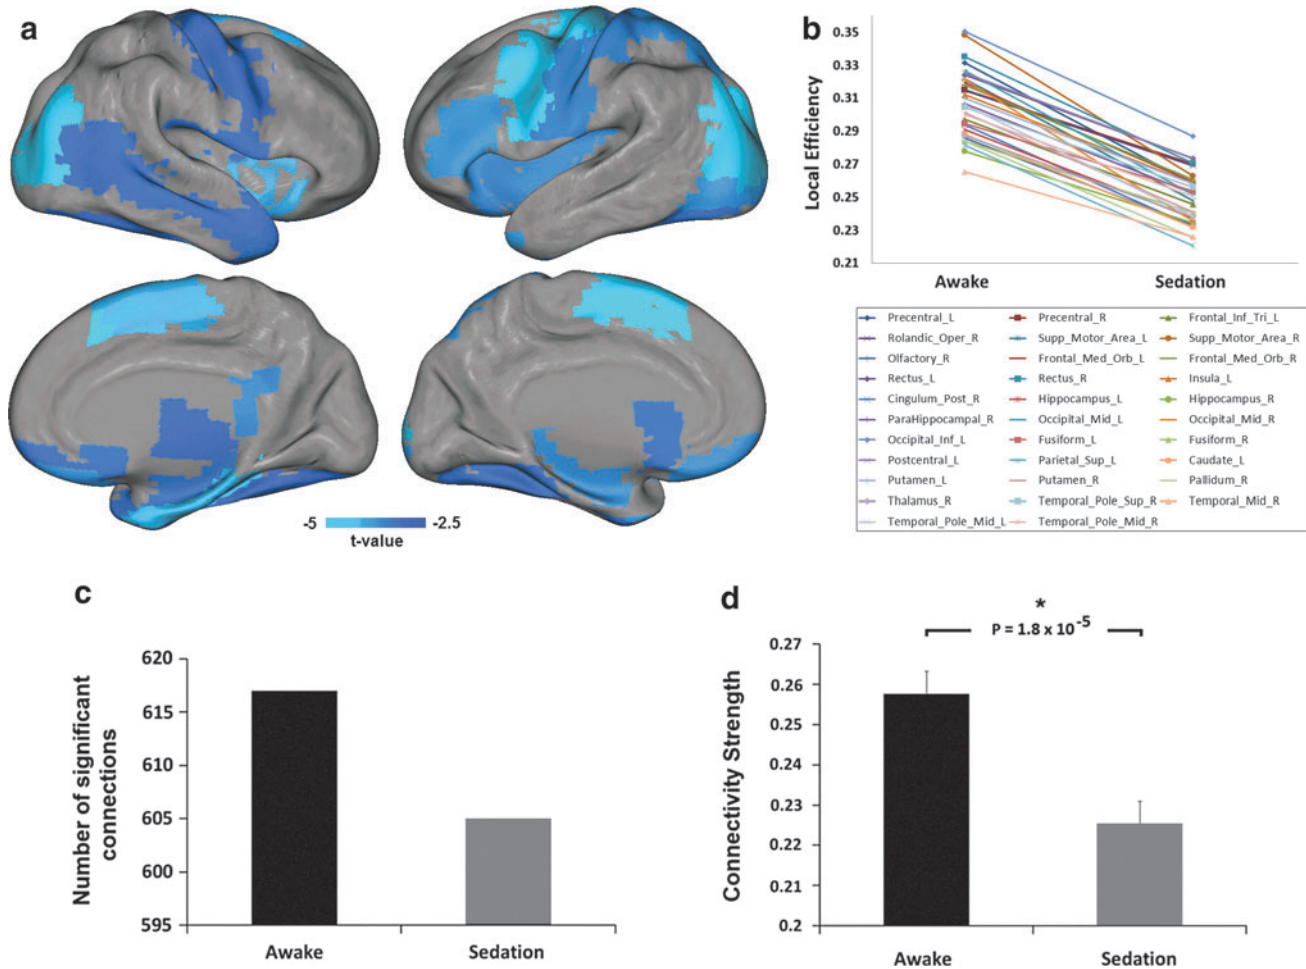 a
-5 -2.5
t-value
b
Local Efficiency
0.35
0.33
0.31
0.29
0.27
0.25
0.23
0.21
Awake Sedation
Precentral_L Precentral_R Frontal_Inf_Tri_L
Rolandic_Oper_R Supp_Motor_Area_L Supp_Motor_Area_R
Olfactory_R Frontal_Med_Orb_L Frontal_Med_Orb_R
Rectus_L Rectus_R Insula_L
Cingulum_Post_R Hippocampus_L Hippocampus_R
ParaHippocampal_R Occipital_Mid_L Occipital_Mid_R
Occipital_Inf_L Fusiform_L Fusiform_R
Postcentral_L Parietal_Sup_L Caudate_L
Putamen_L Putamen_R Pallidum_R
Thalamus_R Temporal_Pole_Sup_R Temporal_Mid_R
Temporal_Pole_Mid_L Temporal_Pole_Mid_R
c
Number of significant
connections
620
615
610
605
600
595
Awake Sedation
d
*
P = 1.8 x 10-5
Connectivity Strength
0.27
0.26
0.25
0.24
0.23
0.22
0.21
0.2
Awake Sedation